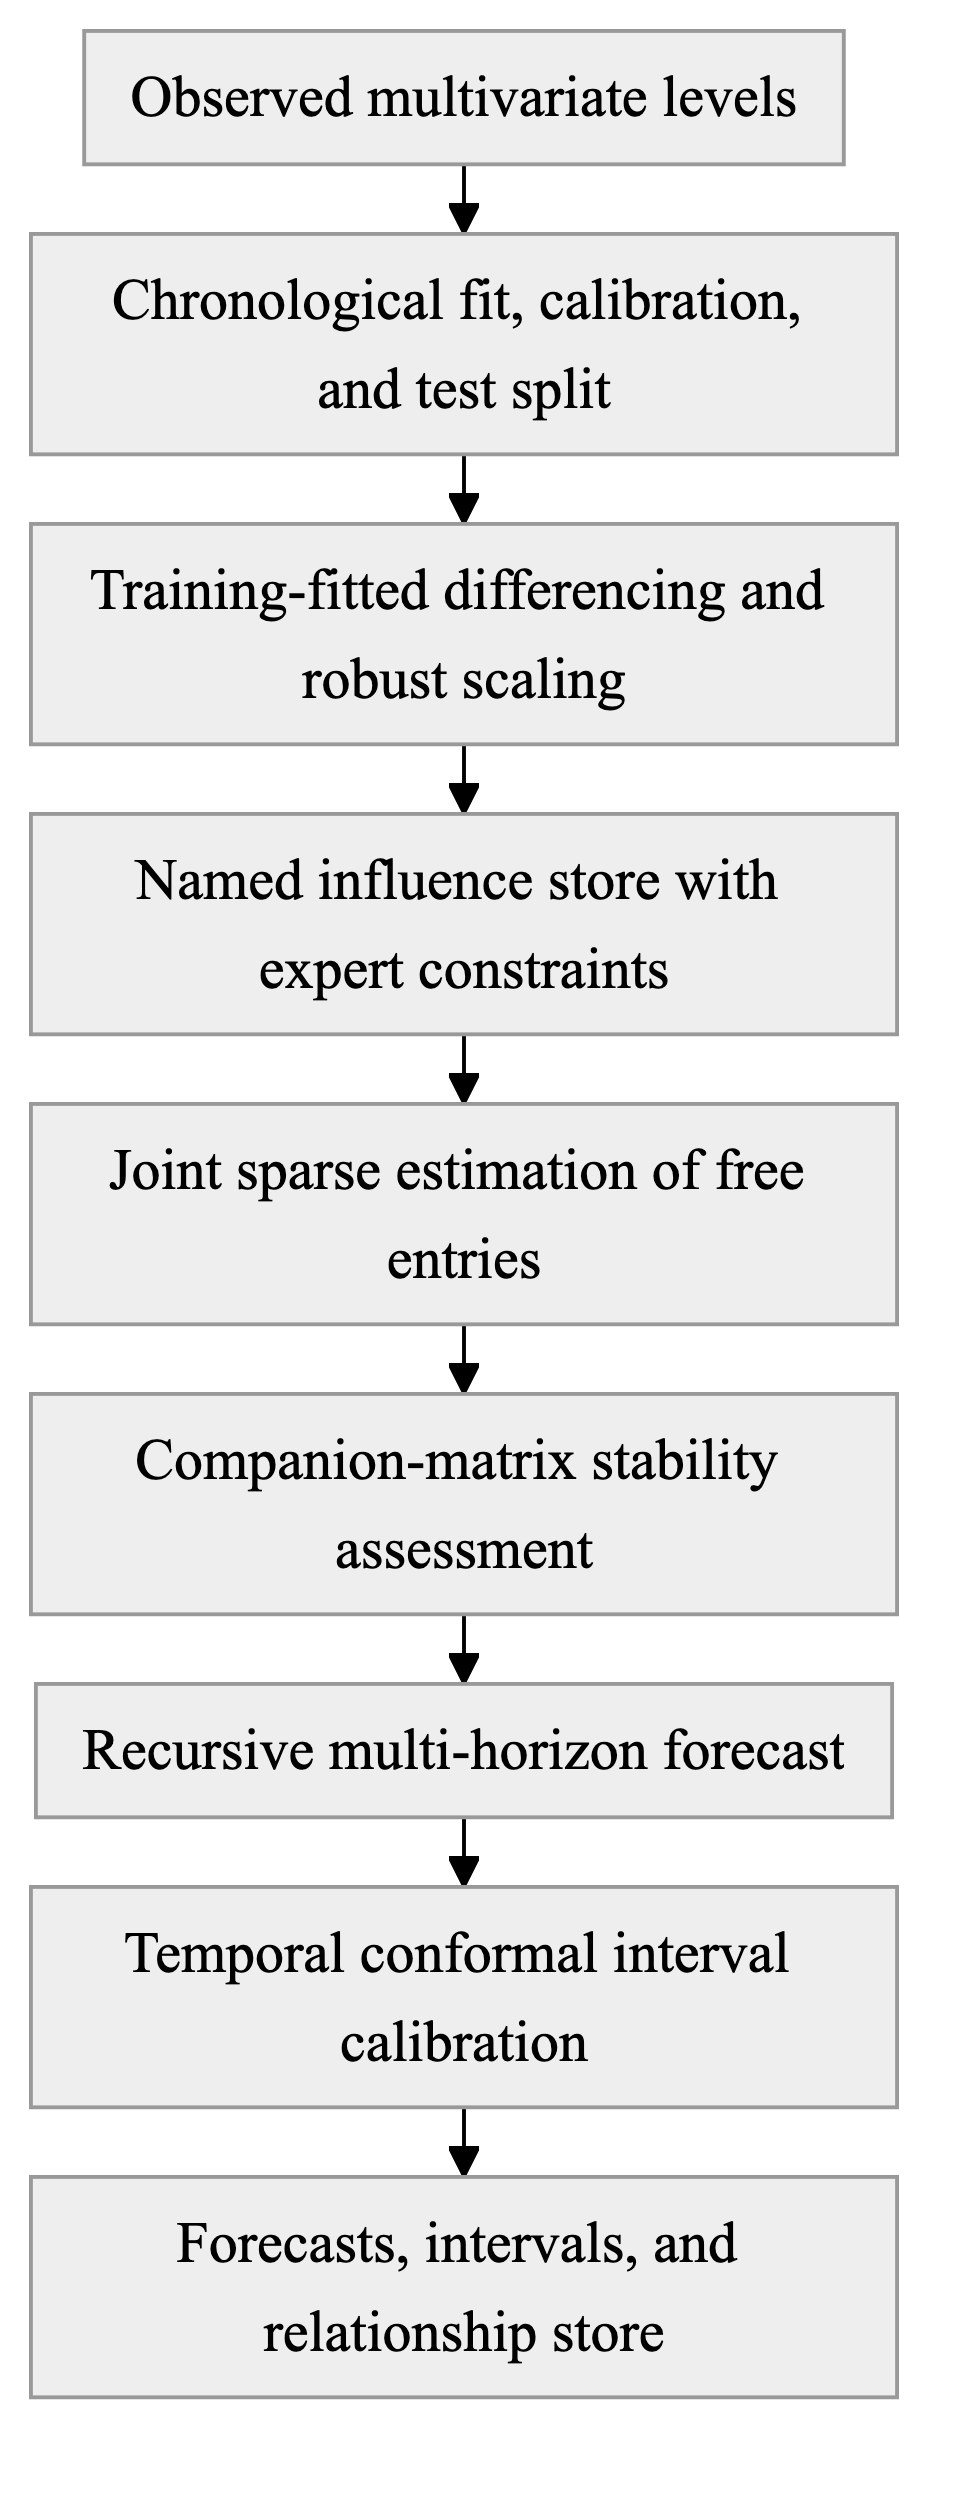 Observed multivariate levels
Chronological fit, calibration,
and test split
Training-fitted differencing and
robust scaling
Named influence store with
expert constraints
Joint sparse estimation of free
entries
Companion-matrix stability
assessment
Recursive multi-horizon forecast
Temporal conformal interval
calibration
Forecasts, intervals, and
relationship store